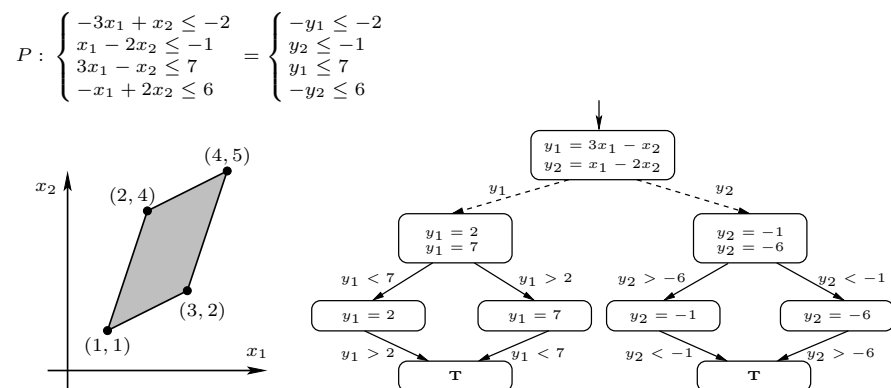 P : { −3x₁ + x₂ ≤ −2 = { −y₁ ≤ −2
x₁ − 2x₂ ≤ −1 y₂ ≤ −1
3x₁ − x₂ ≤ 7 y₁ ≤ 7
−x₁ + 2x₂ ≤ 6 −y₂ ≤ 6
x₂
(4, 5)
(2, 4)
(3, 2)
(1, 1)
x₁
y₁ = 3x₁ − x₂
y₂ = x₁ − 2x₂
y₁ y₂
y₁ = 2
y₁ = 7
y₂ = −1
y₂ = −6
y₁ < 7 y₁ > 2 y₂ > −6 y₂ < −1
y₁ = 2 y₁ = 7 y₂ = −1 y₂ = −6
y₁ > 2 y₁ < 7 y₂ < −1 y₂ > −6
T T